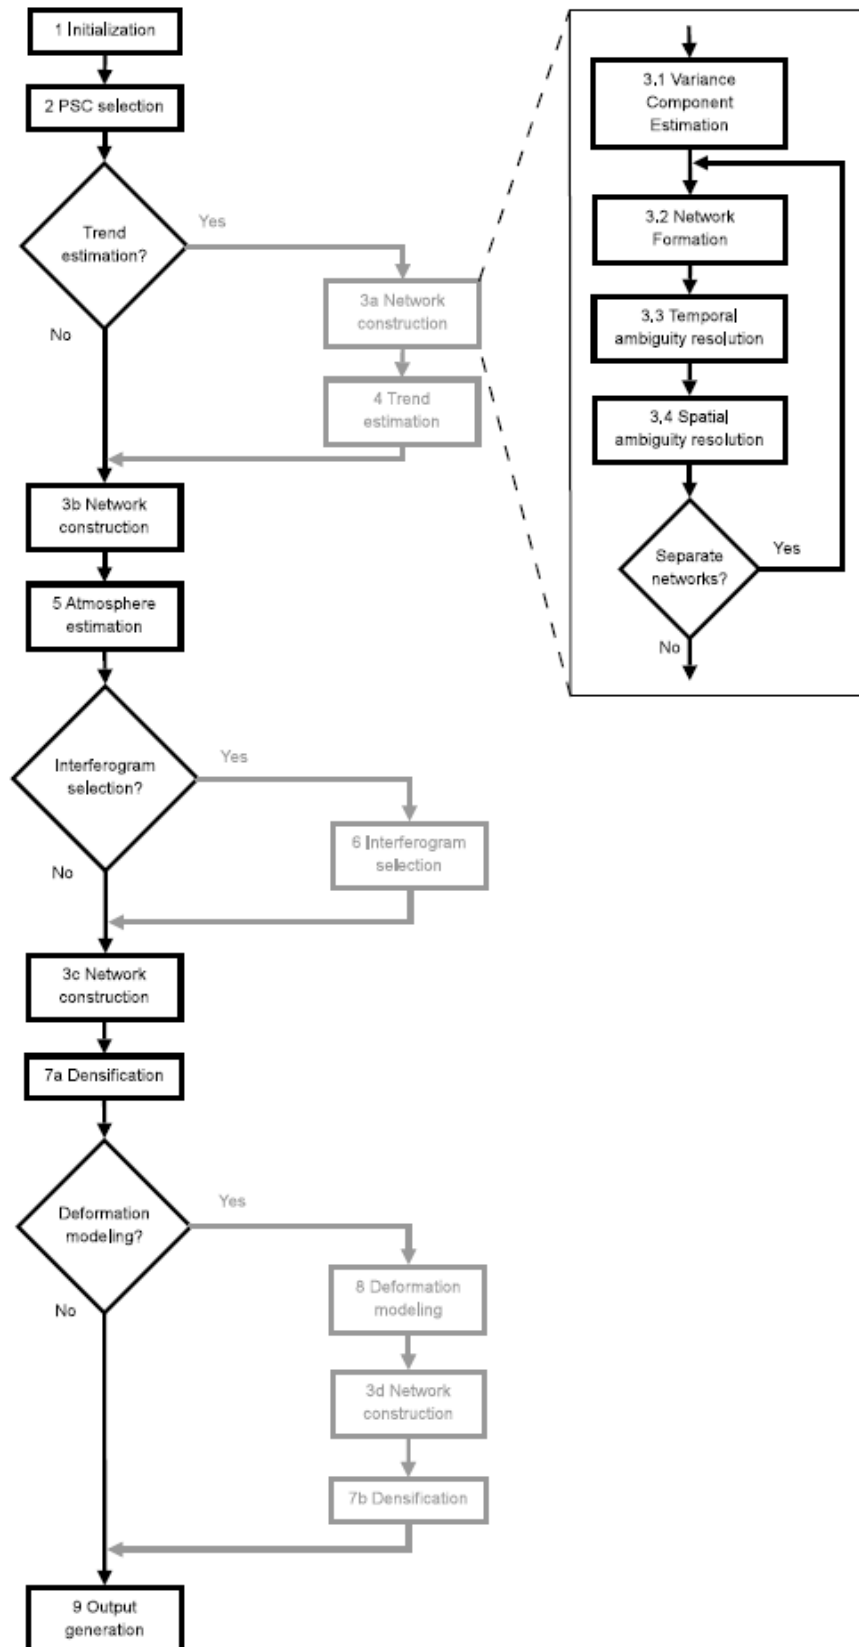 1 Initialization
2 PSC selection
Trend
estimation?
Yes
No
3a Network
construction
4 Trend
estimation
3b Network
construction
5 Atmosphere
estimation
Interferogram
selection?
Yes
No
6 Interferogram
selection
3c Network
construction
7a Densification
Deformation
modeling?
Yes
No
8 Deformation
modeling
3d Network
construction
7b Densification
9 Output
generation
3.1 Variance
Component
Estimation
3.2 Network
Formation
3.3 Temporal
ambiguity resolution
3.4 Spatial
ambiguity resolution
Separate
networks?
Yes
No